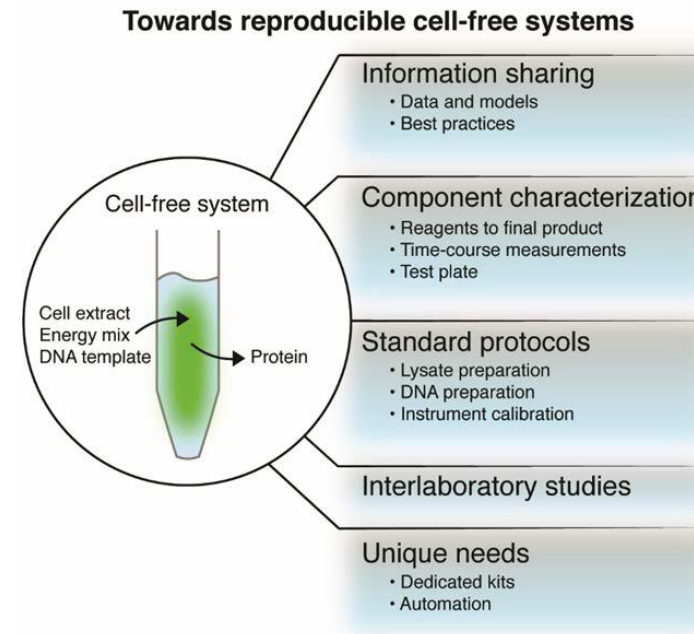 Towards reproducible cell-free systems
Information sharing
• Data and models
• Best practices
Component characterization
• Reagents to final product
• Time-course measurements
• Test plate
Standard protocols
• Lysate preparation
• DNA preparation
• Instrument calibration
Interlaboratory studies
Unique needs
• Dedicated kits
• Automation
Cell-free system
Cell extract
Energy mix
DNA template
Protein